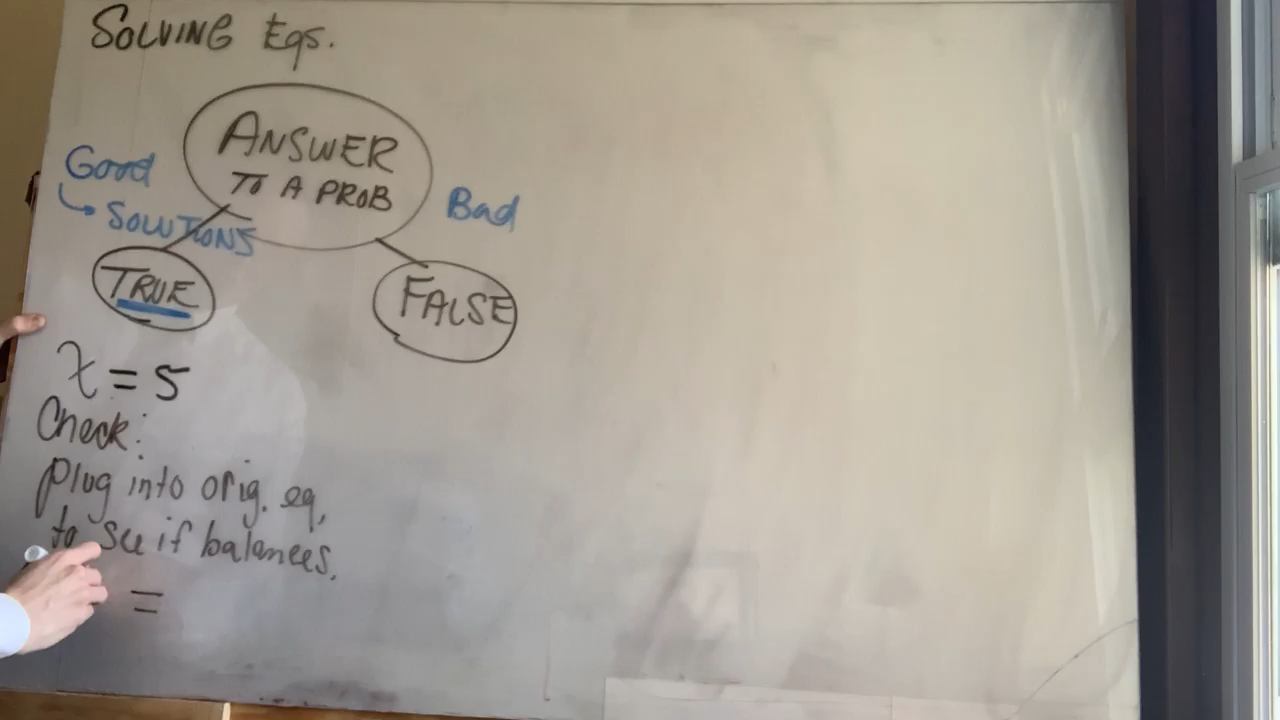 SOLVING Eqs.
ANSWER
TO A PROB
Good
Bad
SOLUTIONS
TRUE
FALSE
x = 5
Check:
plug into orig. eq,
to see if balances.
=